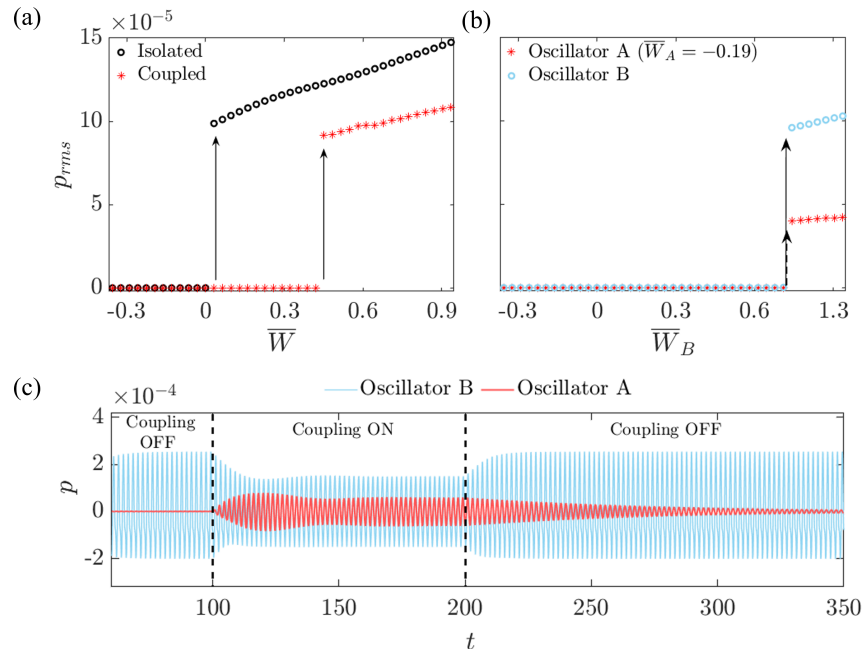 (a)
×10⁻⁵
15
10
5
0
p_rms
Isolated
Coupled
-0.3 0 0.3 0.6 0.9
W̅
(b)
Oscillator A (W̅_A = −0.19)
Oscillator B
-0.3 0 0.3 0.6 1.3
W̅_B
(c)
×10⁻⁴
Oscillator B Oscillator A
4
2
0
-2
p
Coupling
OFF
Coupling ON
Coupling OFF
100 150 200 250 300 350
t